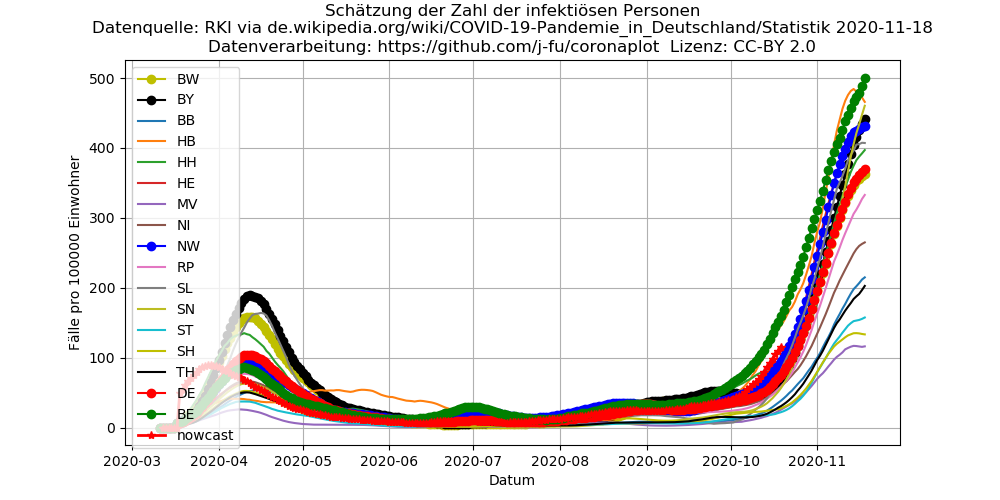 Schätzung der Zahl der infektiösen Personen
Datenquelle: RKI via de.wikipedia.org/wiki/COVID-19-Pandemie_in_Deutschland/Statistik 2020-11-18
Datenverarbeitung: https://github.com/j-fu/coronaplot  Lizenz: CC-BY 2.0
Fälle pro 100000 Einwohner
500
400
300
200
100
0
BW
BY
BB
HB
HH
HE
MV
NI
NW
RP
SL
SN
ST
SH
TH
DE
BE
nowcast
2020-03 2020-04 2020-05 2020-06 2020-07 2020-08 2020-09 2020-10 2020-11
Datum